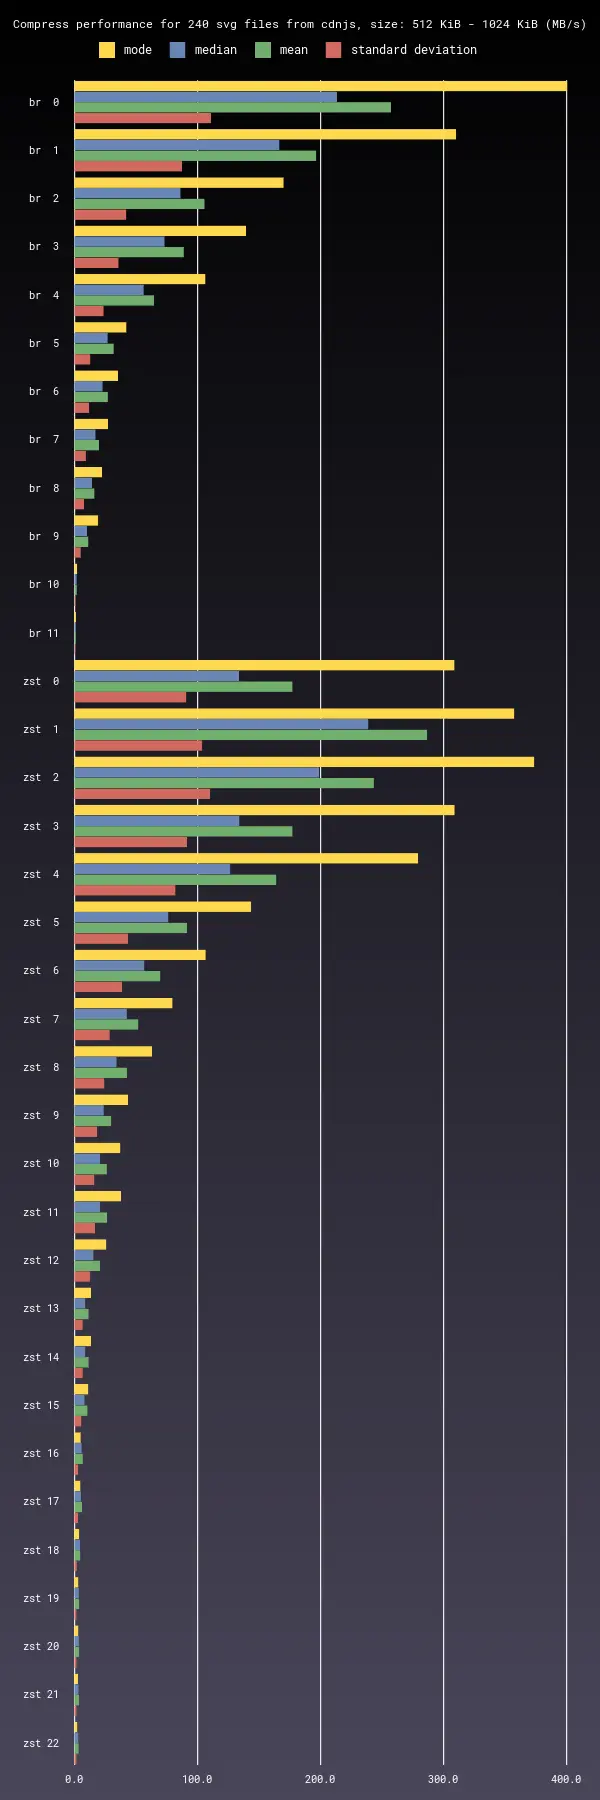 Compress performance for 240 svg files from cdnjs, size: 512 KiB - 1024 KiB (MB/s)
mode median mean standard deviation
br 0
br 1
br 2
br 3
br 4
br 5
br 6
br 7
br 8
br 9
br 10
br 11
zst 0
zst 1
zst 2
zst 3
zst 4
zst 5
zst 6
zst 7
zst 8
zst 9
zst 10
zst 11
zst 12
zst 13
zst 14
zst 15
zst 16
zst 17
zst 18
zst 19
zst 20
zst 21
zst 22
0.0 100.0 200.0 300.0 400.0